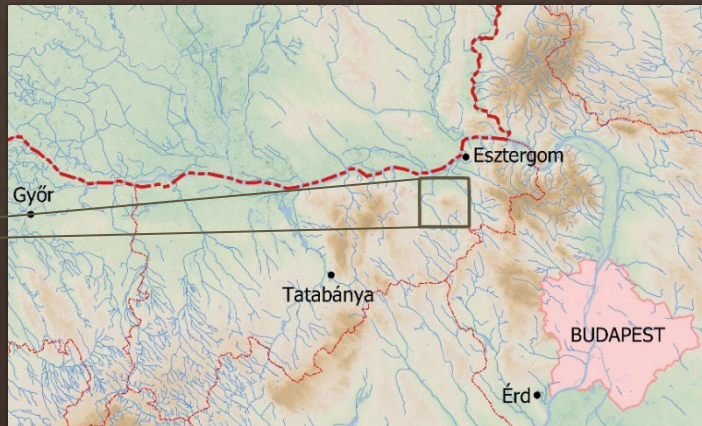 Esztergom
Győr
Tatabánya
BUDAPEST
Érd